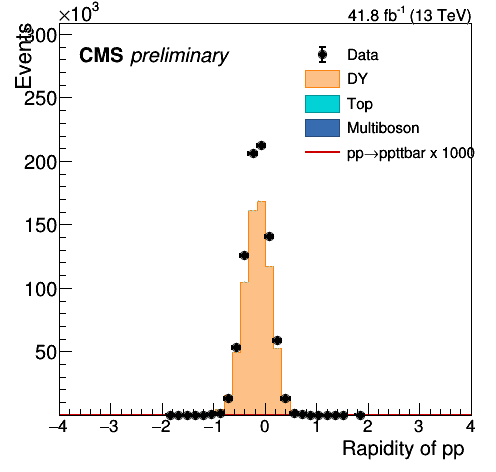 ×10³
41.8 fb⁻¹ (13 TeV)
Events
CMS preliminary
Data
DY
Top
Multiboson
pp→ppttbar x 1000
300
250
200
150
100
50
−4 −3 −2 −1 0 1 2 3 4
Rapidity of pp